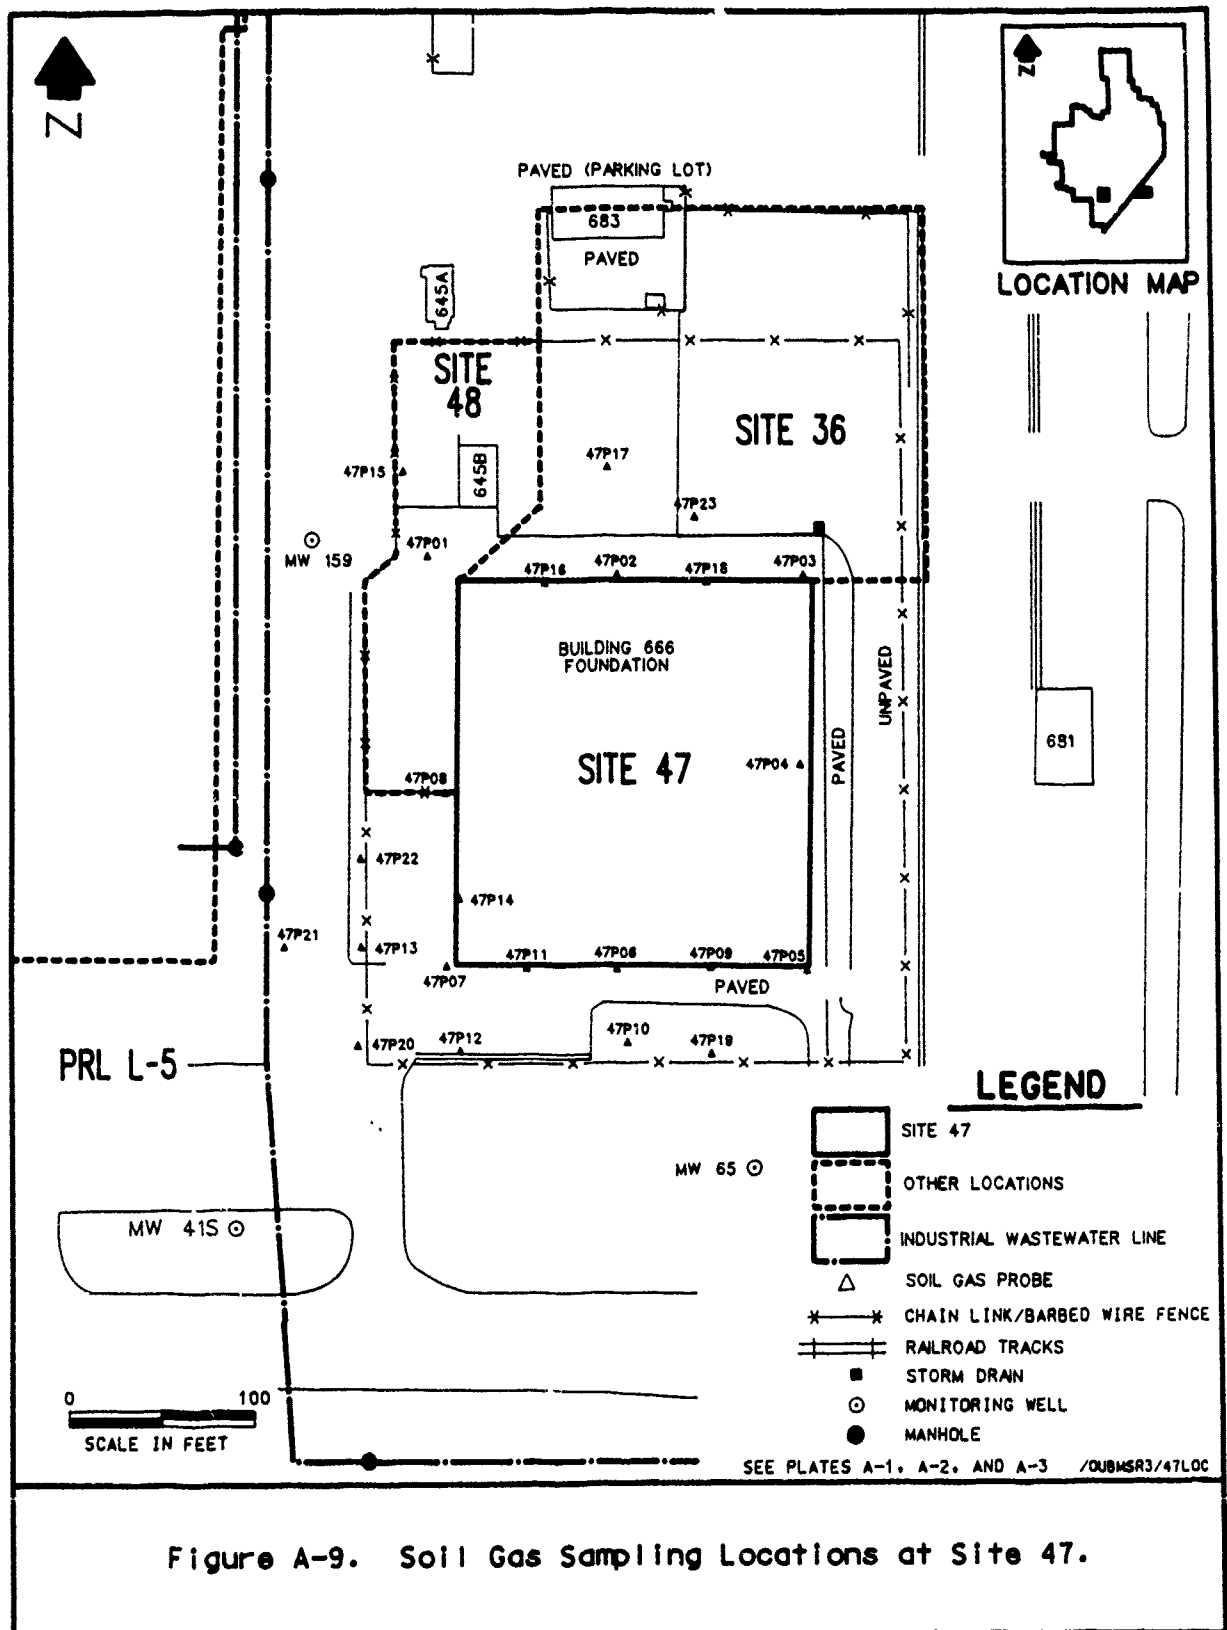 N
N
LOCATION MAP
PAVED (PARKING LOT)
683
PAVED
645A
SITE
48
SITE 36
47P15
645B
47P17
47P23
MW 159
47P01
47P16
47P02
47P18
47P03
BUILDING 666
FOUNDATION
UNPAVED
PAVED
681
SITE 47
47P04
47P08
47P22
47P14
47P21
47P13
47P07
47P11
47P06
47P09
47P05
PAVED
47P20
47P12
47P10
47P19
PRL L-5
LEGEND
SITE 47
OTHER LOCATIONS
INDUSTRIAL WASTEWATER LINE
SOIL GAS PROBE
CHAIN LINK/BARBED WIRE FENCE
RAILROAD TRACKS
STORM DRAIN
MONITORING WELL
MANHOLE
MW 65
MW 41S
0 100
SCALE IN FEET
SEE PLATES A-1, A-2, AND A-3 /OUBMSR3/47LOC
Figure A-9. Soil Gas Sampling Locations at Site 47.